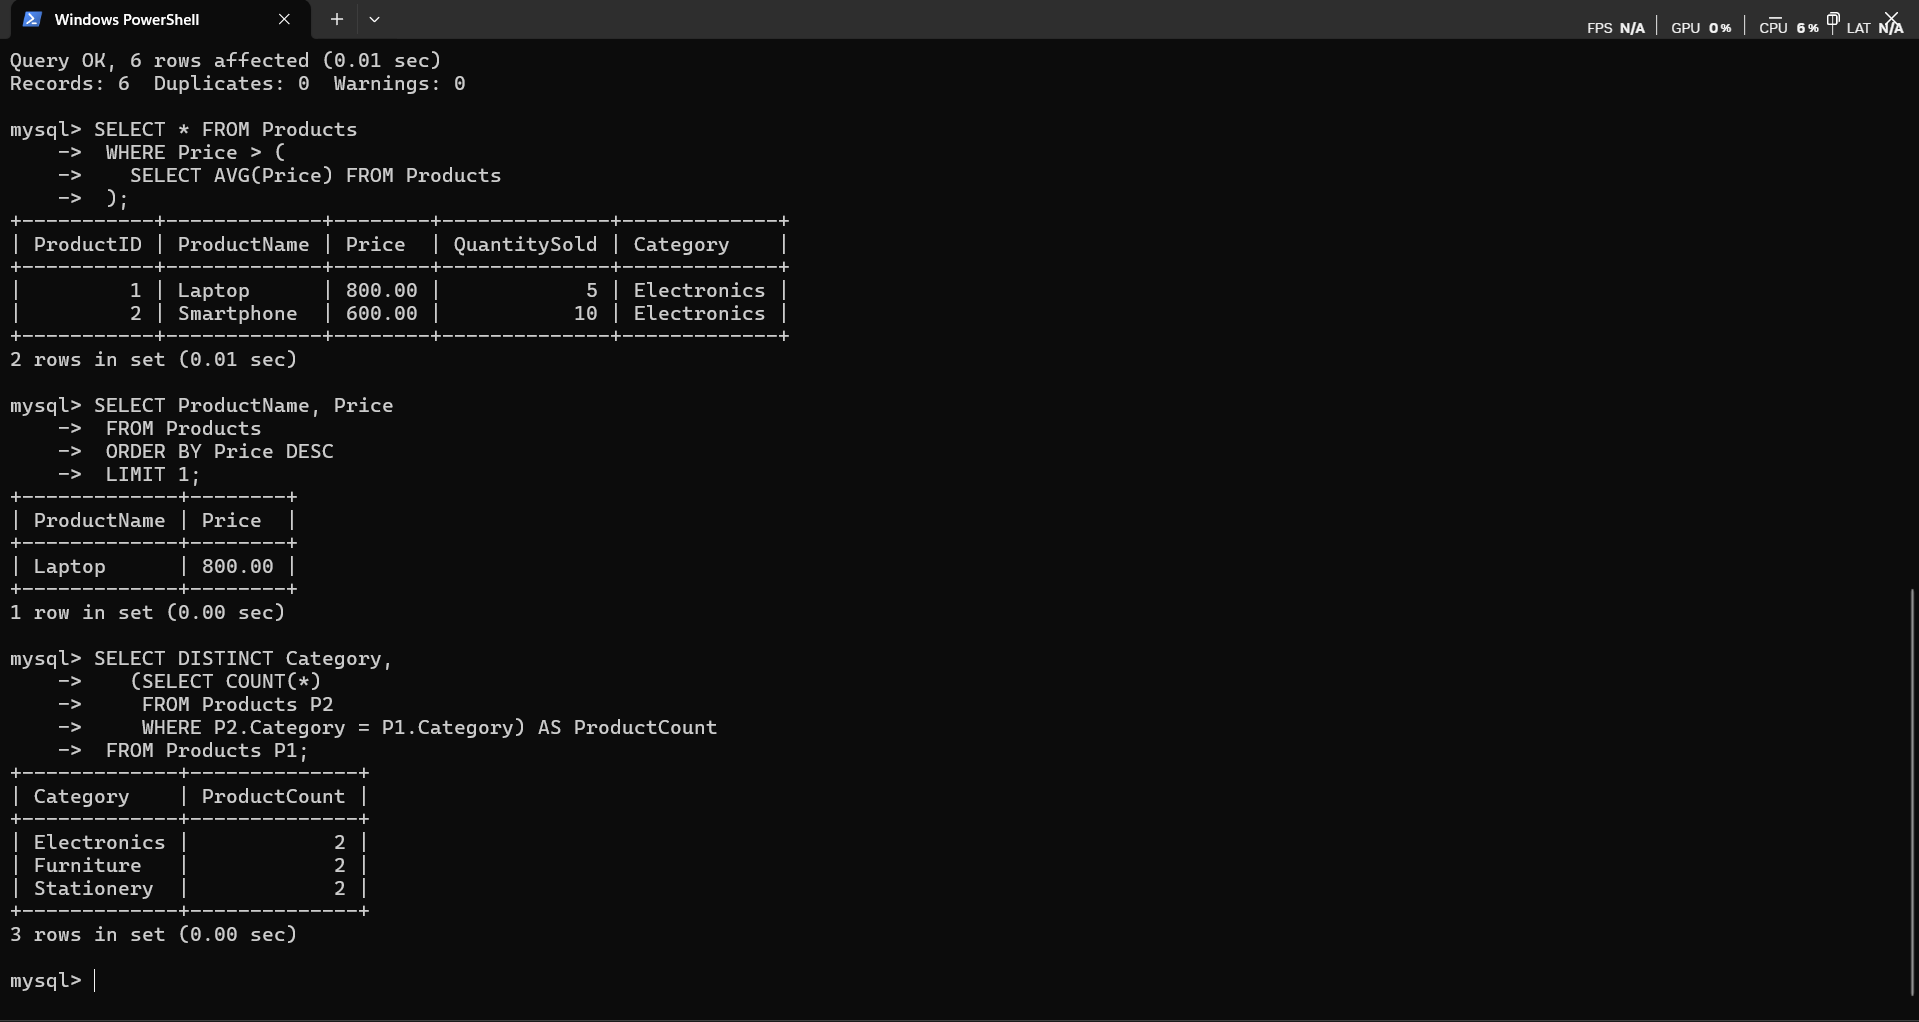 Windows PowerShell
FPS N/A | GPU 0% | CPU 6% | LAT N/A
Query OK, 6 rows affected (0.01 sec)
Records: 6  Duplicates: 0  Warnings: 0

mysql> SELECT * FROM Products
    ->  WHERE Price > (
    ->    SELECT AVG(Price) FROM Products
    ->  );
+-----------+-------------+--------+--------------+-------------+
| ProductID | ProductName | Price  | QuantitySold | Category    |
+-----------+-------------+--------+--------------+-------------+
|         1 | Laptop      | 800.00 |            5 | Electronics |
|         2 | Smartphone  | 600.00 |           10 | Electronics |
+-----------+-------------+--------+--------------+-------------+
2 rows in set (0.01 sec)

mysql> SELECT ProductName, Price
    ->  FROM Products
    ->  ORDER BY Price DESC
    ->  LIMIT 1;
+-------------+--------+
| ProductName | Price  |
+-------------+--------+
| Laptop      | 800.00 |
+-------------+--------+
1 row in set (0.00 sec)

mysql> SELECT DISTINCT Category,
    ->    (SELECT COUNT(*)
    ->     FROM Products P2
    ->     WHERE P2.Category = P1.Category) AS ProductCount
    ->  FROM Products P1;
+-------------+--------------+
| Category    | ProductCount |
+-------------+--------------+
| Electronics |            2 |
| Furniture   |            2 |
| Stationery  |            2 |
+-------------+--------------+
3 rows in set (0.00 sec)

mysql>